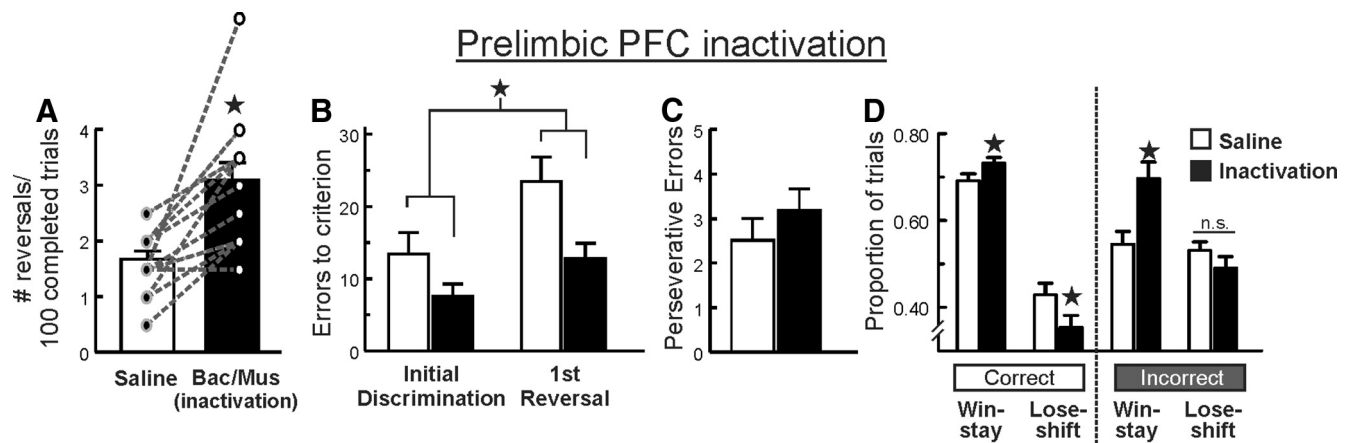 Prelimbic PFC inactivation
A
# reversals/
100 completed trials
4
3
2
1
0
Saline
Bac/Mus
(inactivation)
B
Errors to criterion
30
20
10
0
Initial
Discrimination
1st
Reversal
C
Perseverative Errors
5
4
3
2
1
0
D
Proportion of trials
0.80
0.60
0.40
Saline
Inactivation
n.s.
Correct
Incorrect
Win-
stay
Lose-
shift
Win-
stay
Lose-
shift